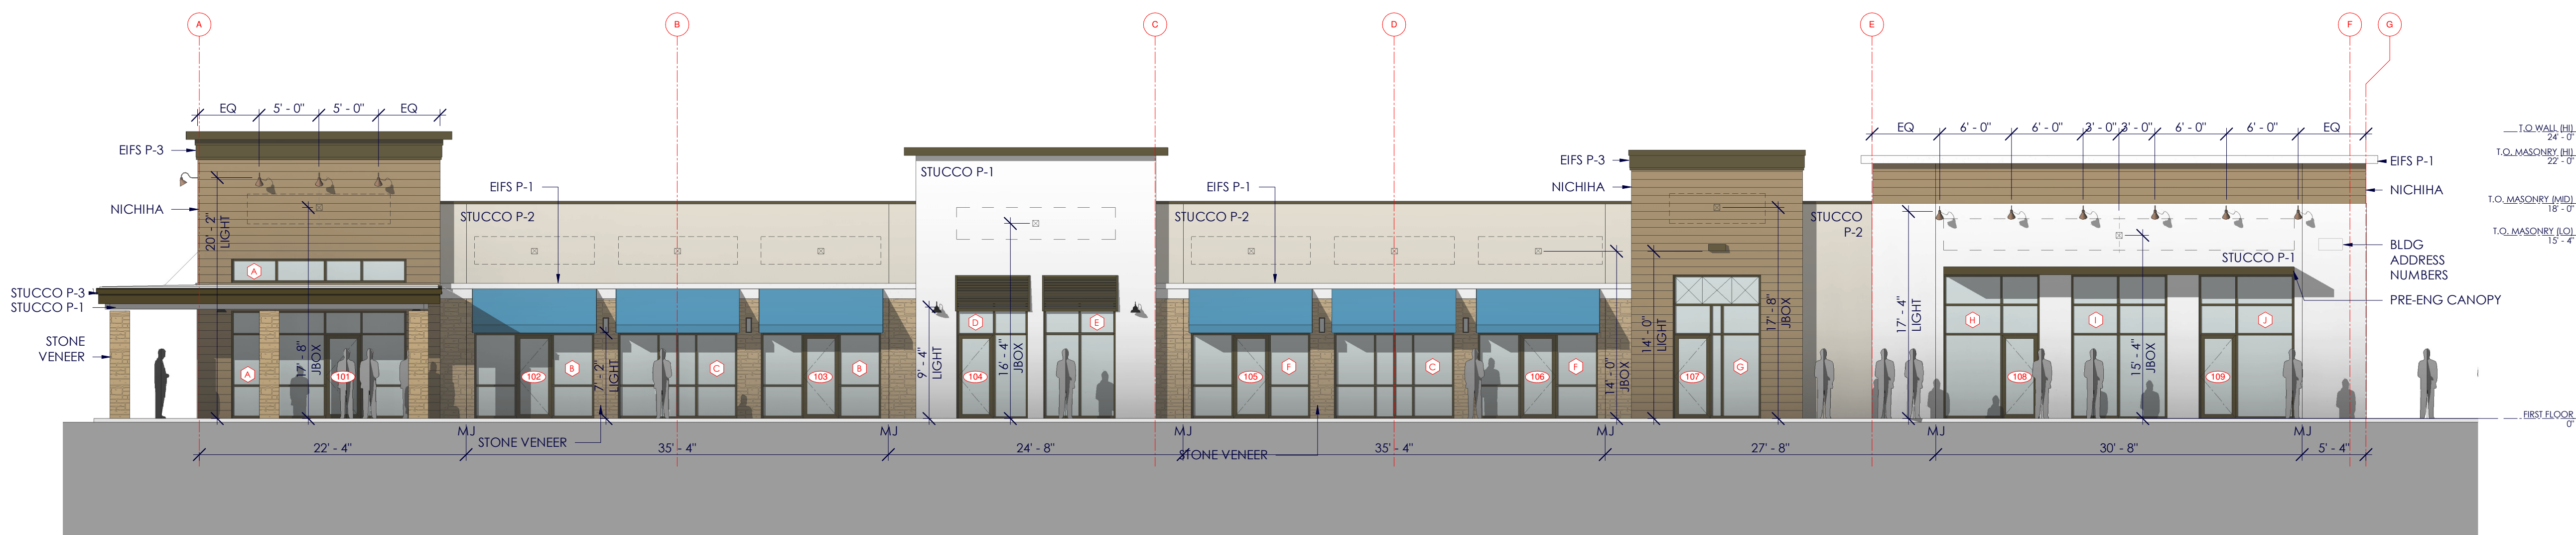 A B C D E F G
EQ 5' - 0" 5' - 0" EQ
EQ 6' - 0" 6' - 0" 3' - 0" 3' - 0" 6' - 0" 6' - 0" EQ
T.O WALL (HI)
24' - 0"
T.O. MASONRY (HI)
22' - 0"
T.O. MASONRY (MID)
18' - 0"
T.O. MASONRY (LO)
15' - 4"
FIRST FLOOR
0"
EIFS P-3
NICHIHA
STUCCO P-3
STUCCO P-1
STONE
VENEER
20' - 2"
LIGHT
17' - 8"
JBOX
A
A
101
EIFS P-1
STUCCO P-2
102
B
7' - 2"
LIGHT
C
103
B
STUCCO P-1
9' - 4"
LIGHT
D
E
104
16' - 4"
JBOX
EIFS P-1
STUCCO P-2
105
F
C
106
F
14' - 0"
JBOX
EIFS P-3
NICHIHA
14' - 0"
LIGHT
17' - 8"
JBOX
107
G
STUCCO
P-2
17' - 4"
LIGHT
H
I
J
108
15' - 4"
JBOX
109
STUCCO P-1
EIFS P-1
NICHIHA
BLDG
ADDRESS
NUMBERS
PRE-ENG CANOPY
MJ MJ MJ MJ MJ MJ
STONE VENEER
STONE VENEER
22' - 4" 35' - 4" 24' - 8" 35' - 4" 27' - 8" 30' - 8" 5' - 4"